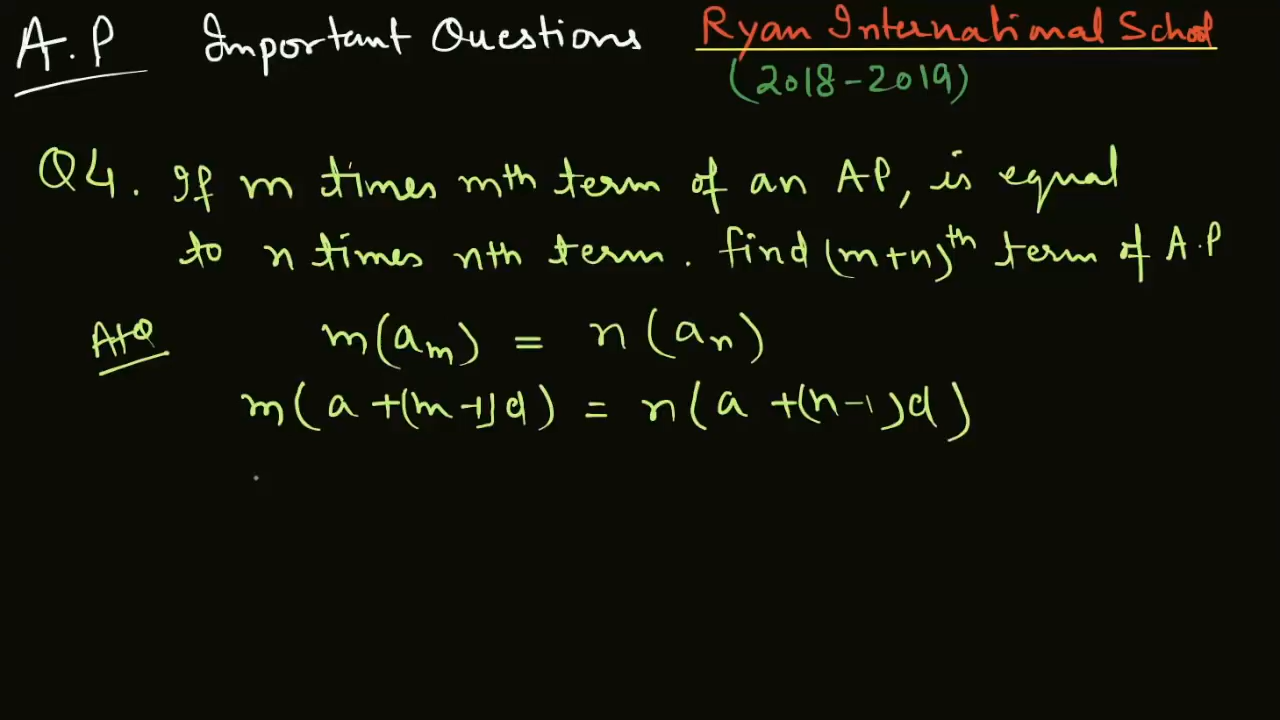 A.P Important Questions Ryan International School
(2018-2019)
Q4. If m times mth term of an AP, is equal
to n times nth term. find (m+n)th term of A.P
AtQ m(am) = n(an)
m(a+(m-1)d) = n(a+(n-1)d)